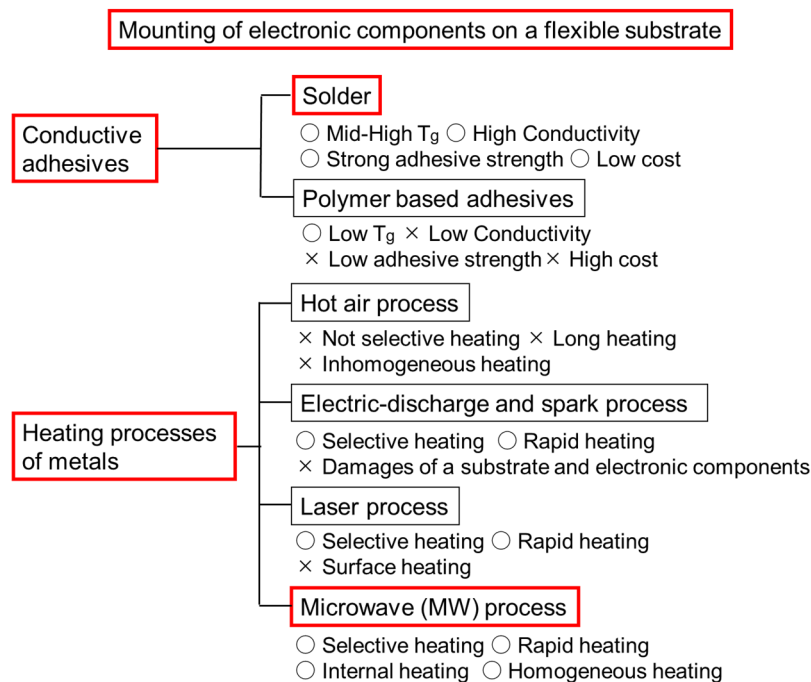 Mounting of electronic components on a flexible substrate
Solder
○ Mid-High Tg ○ High Conductivity
○ Strong adhesive strength ○ Low cost
Conductive
adhesives
Polymer based adhesives
○ Low Tg × Low Conductivity
× Low adhesive strength × High cost
Hot air process
× Not selective heating × Long heating
× Inhomogeneous heating
Electric-discharge and spark process
○ Selective heating ○ Rapid heating
× Damages of a substrate and electronic components
Heating processes
of metals
Laser process
○ Selective heating ○ Rapid heating
× Surface heating
Microwave (MW) process
○ Selective heating ○ Rapid heating
○ Internal heating ○ Homogeneous heating